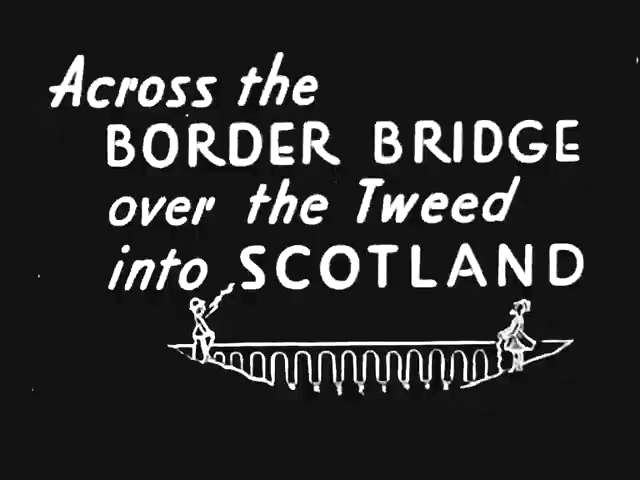 Across the
BORDER BRIDGE
over the Tweed
into SCOTLAND